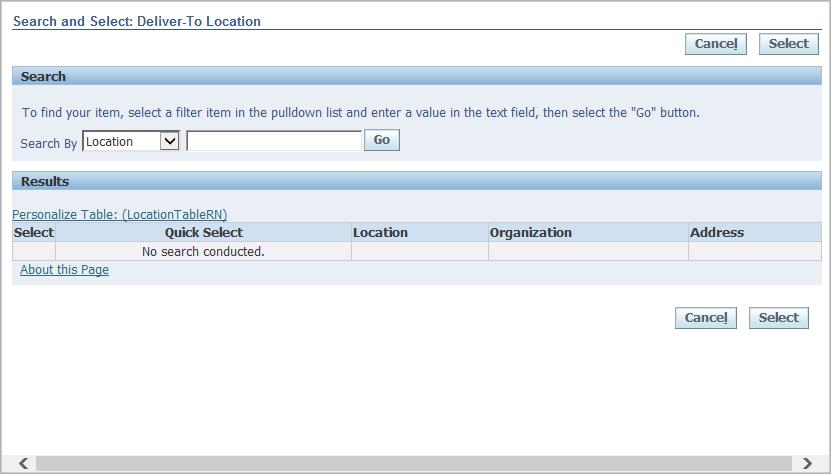 Search and Select: Deliver-To Location
Cancel Select
Search
To find your item, select a filter item in the pulldown list and enter a value in the text field, then select the "Go" button.
Search By Location Go
Results
Personalize Table: (LocationTableRN)
Select Quick Select Location Organization Address
No search conducted.
About this Page
Cancel Select